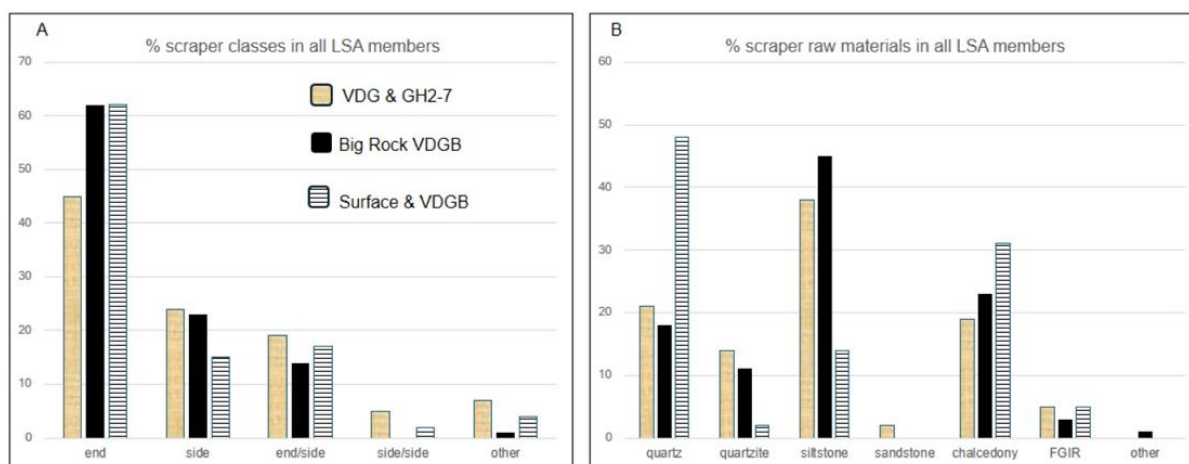 A
% scraper classes in all LSA members
70
60
50
40
30
20
10
0
end side end/side side/side other
VDG & GH2-7
Big Rock VDGB
Surface & VDGB
B
% scraper raw materials in all LSA members
60
50
40
30
20
10
0
quartz quartzite siltstone sandstone chalcedony FGIR other